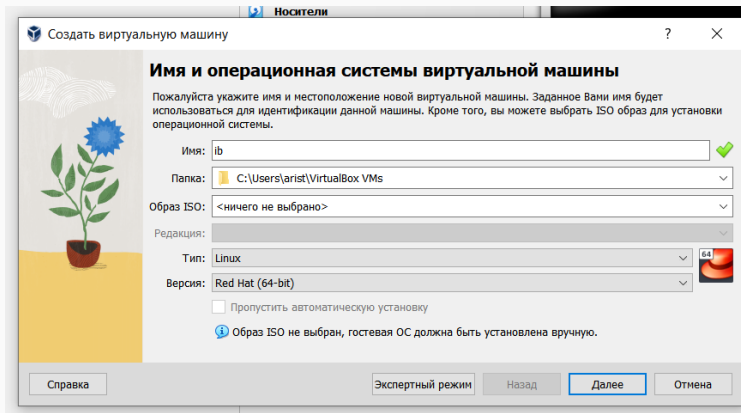 Носители
Создать виртуальную машину
Имя и операционная системы виртуальной машины
Пожалуйста укажите имя и местоположение новой виртуальной машины. Заданное Вами имя будет
использоваться для идентификации данной машины. Кроме того, вы можете выбрать ISO образ для установки
операционной системы.
Имя: ib
Папка: C:\Users\arist\VirtualBox VMs
Образ ISO: <ничего не выбрано>
Редакция:
Тип: Linux
64
Версия: Red Hat (64-bit)
Пропустить автоматическую установку
Образ ISO не выбран, гостевая ОС должна быть установлена вручную.
Справка Экспертный режим Назад Далее Отмена